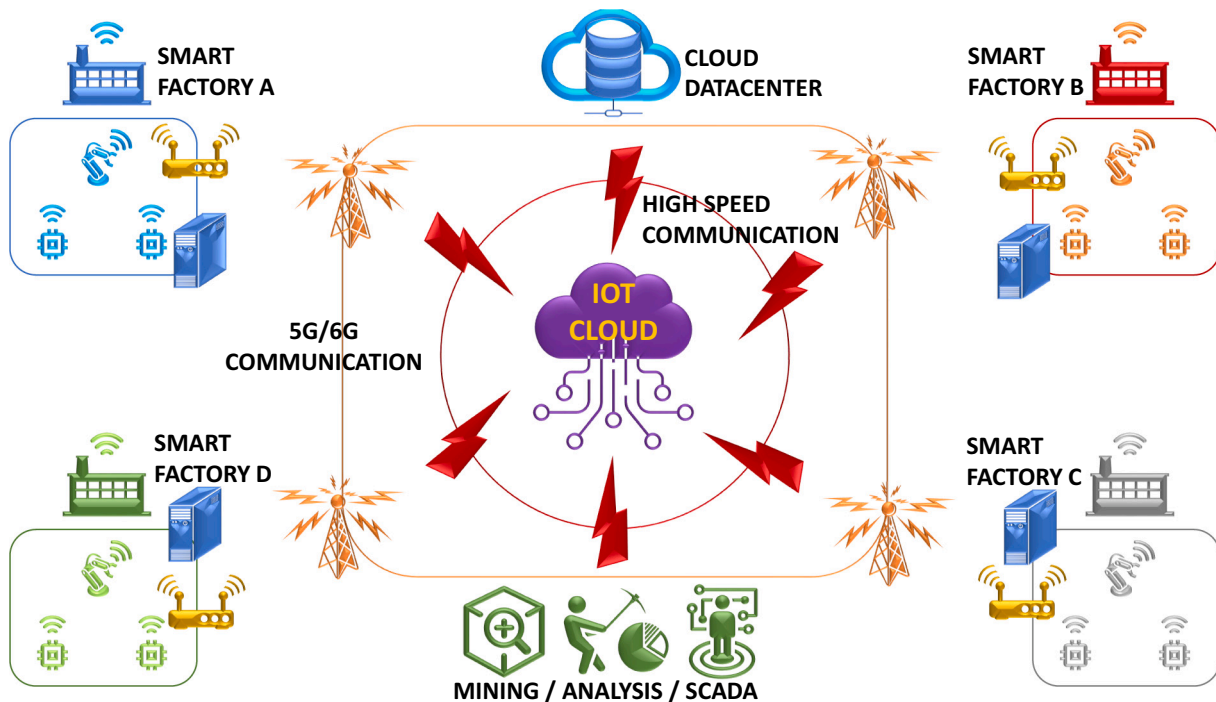 SMART
FACTORY A
CLOUD
DATACENTER
SMART
FACTORY B
HIGH SPEED
COMMUNICATION
IOT
CLOUD
5G/6G
COMMUNICATION
SMART
FACTORY D
SMART
FACTORY C
MINING / ANALYSIS / SCADA